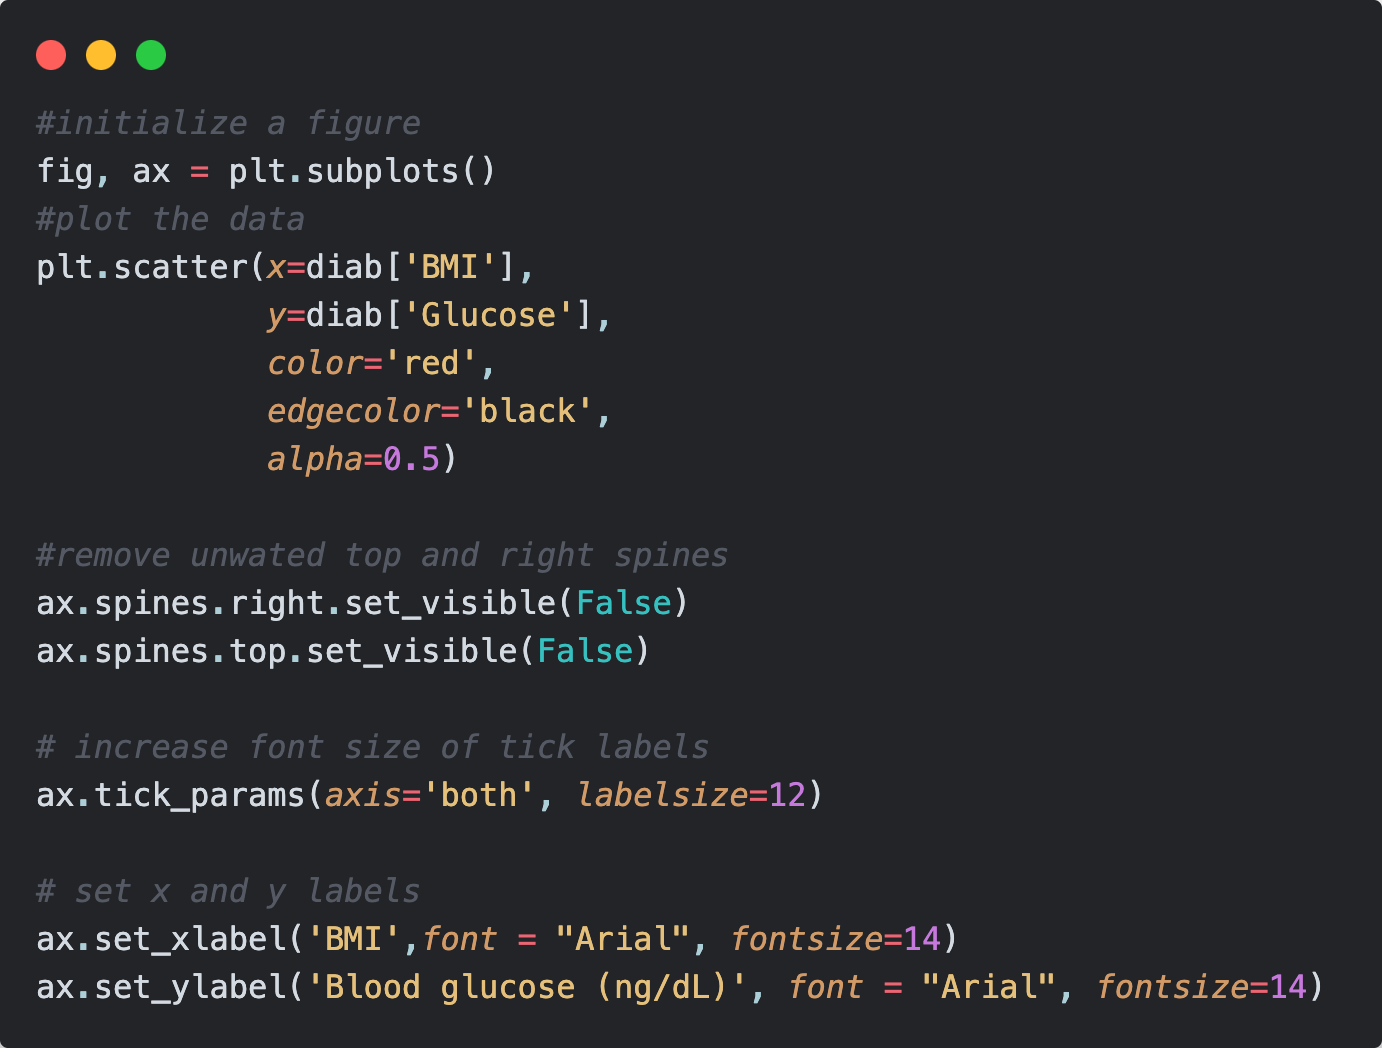 #initialize a figure
fig, ax = plt.subplots()
#plot the data
plt.scatter(x=diab['BMI'],
            y=diab['Glucose'],
            color='red',
            edgecolor='black',
            alpha=0.5)

#remove unwated top and right spines
ax.spines.right.set_visible(False)
ax.spines.top.set_visible(False)

# increase font size of tick labels
ax.tick_params(axis='both', labelsize=12)

# set x and y labels
ax.set_xlabel('BMI',font = "Arial", fontsize=14)
ax.set_ylabel('Blood glucose (ng/dL)', font = "Arial", fontsize=14)